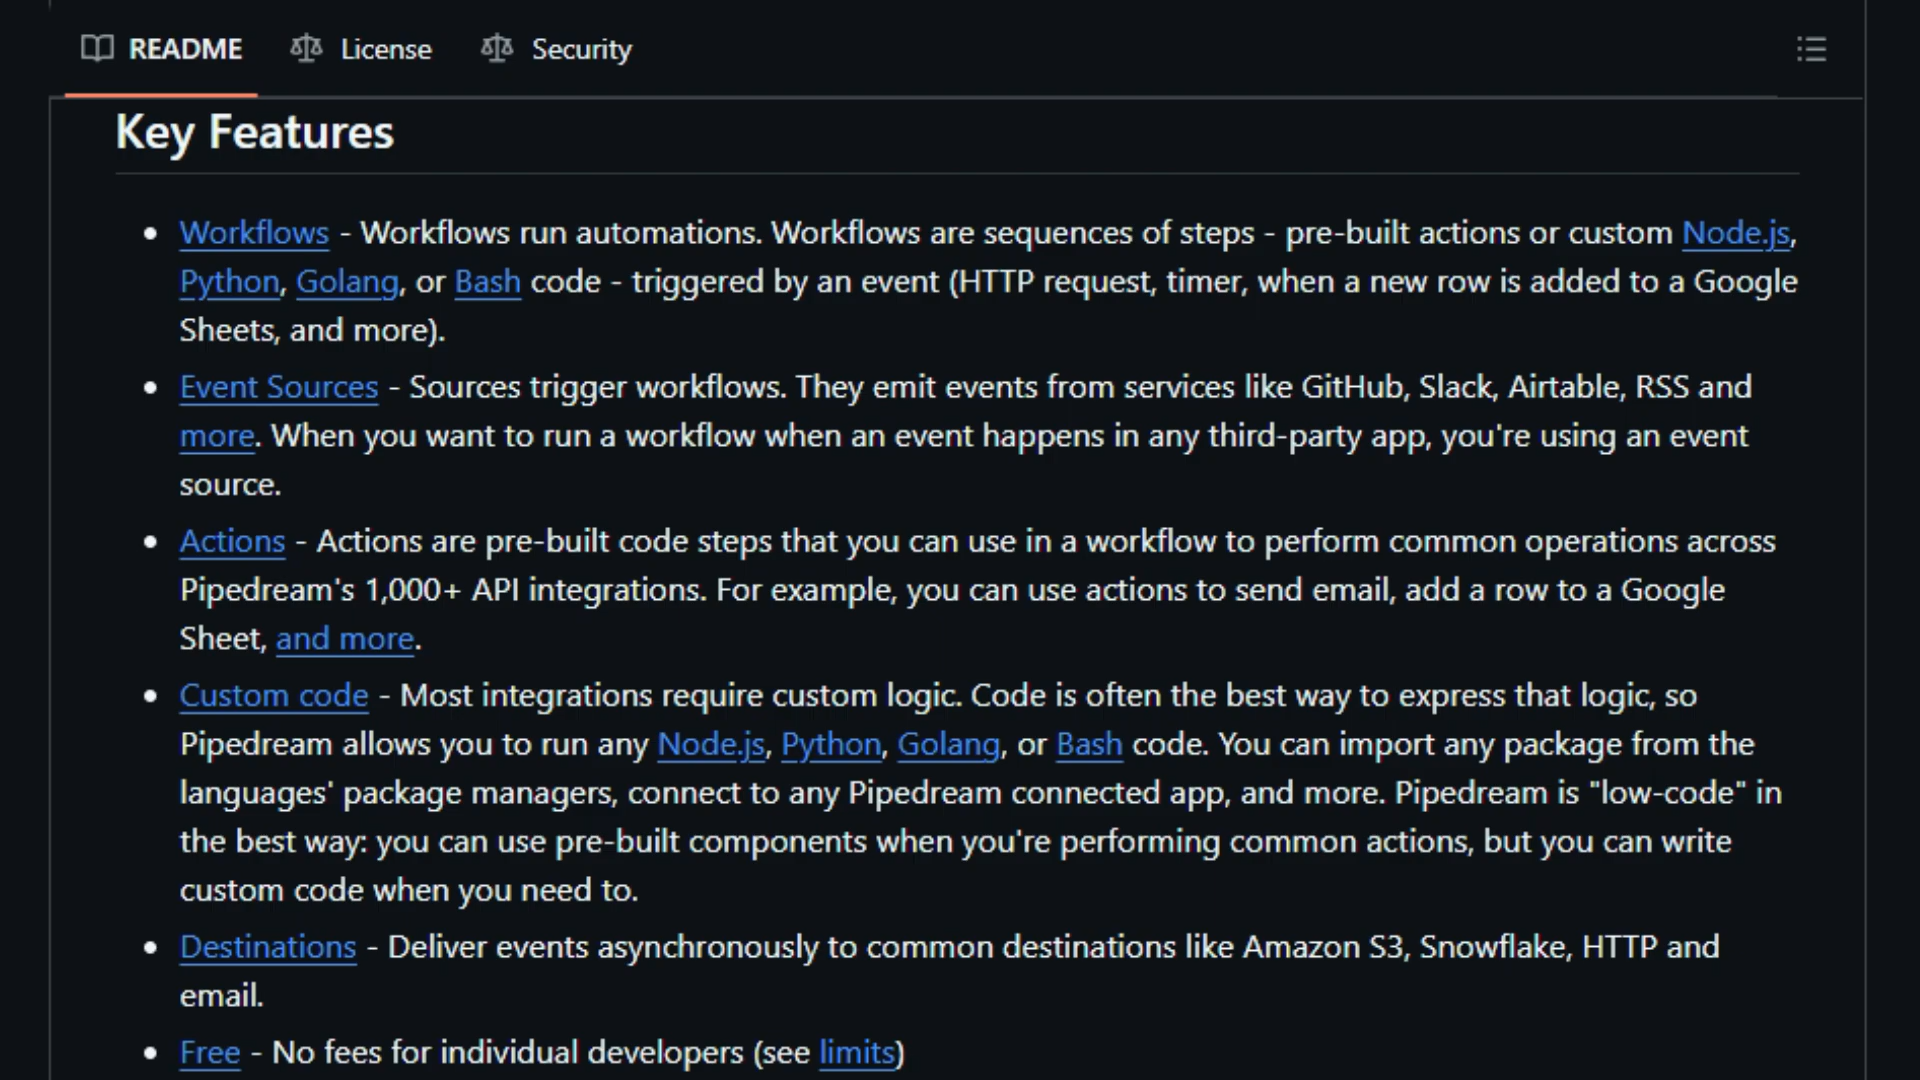 README License Security
Key Features
Workflows - Workflows run automations. Workflows are sequences of steps - pre-built actions or custom Node.js,
Python, Golang, or Bash code - triggered by an event (HTTP request, timer, when a new row is added to a Google
Sheets, and more).
Event Sources - Sources trigger workflows. They emit events from services like GitHub, Slack, Airtable, RSS and
more. When you want to run a workflow when an event happens in any third-party app, you're using an event
source.
Actions - Actions are pre-built code steps that you can use in a workflow to perform common operations across
Pipedream's 1,000+ API integrations. For example, you can use actions to send email, add a row to a Google
Sheet, and more.
Custom code - Most integrations require custom logic. Code is often the best way to express that logic, so
Pipedream allows you to run any Node.js, Python, Golang, or Bash code. You can import any package from the
languages' package managers, connect to any Pipedream connected app, and more. Pipedream is "low-code" in
the best way: you can use pre-built components when you're performing common actions, but you can write
custom code when you need to.
Destinations - Deliver events asynchronously to common destinations like Amazon S3, Snowflake, HTTP and
email.
Free - No fees for individual developers (see limits)